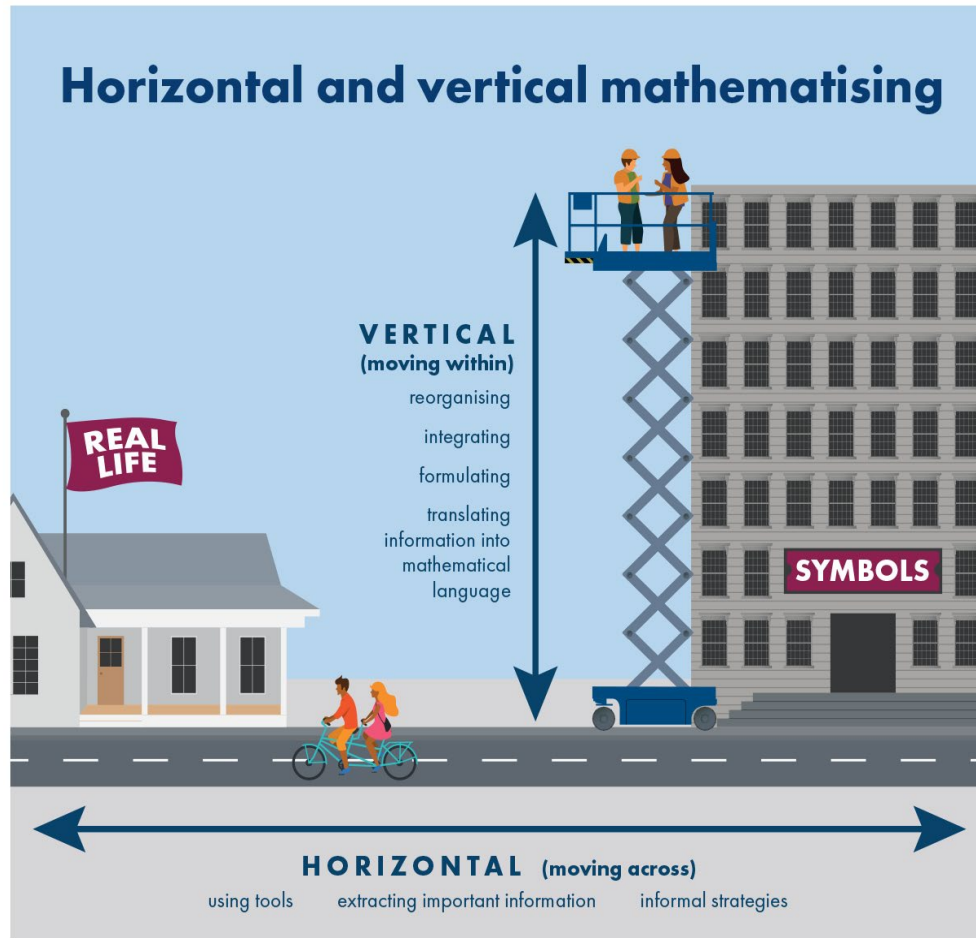 Horizontal and vertical mathematising
VERTICAL
(moving within)
reorganising
integrating
formulating
translating
information into
mathematical
language
REAL
LIFE
SYMBOLS
HORIZONTAL (moving across)
using tools extracting important information informal strategies